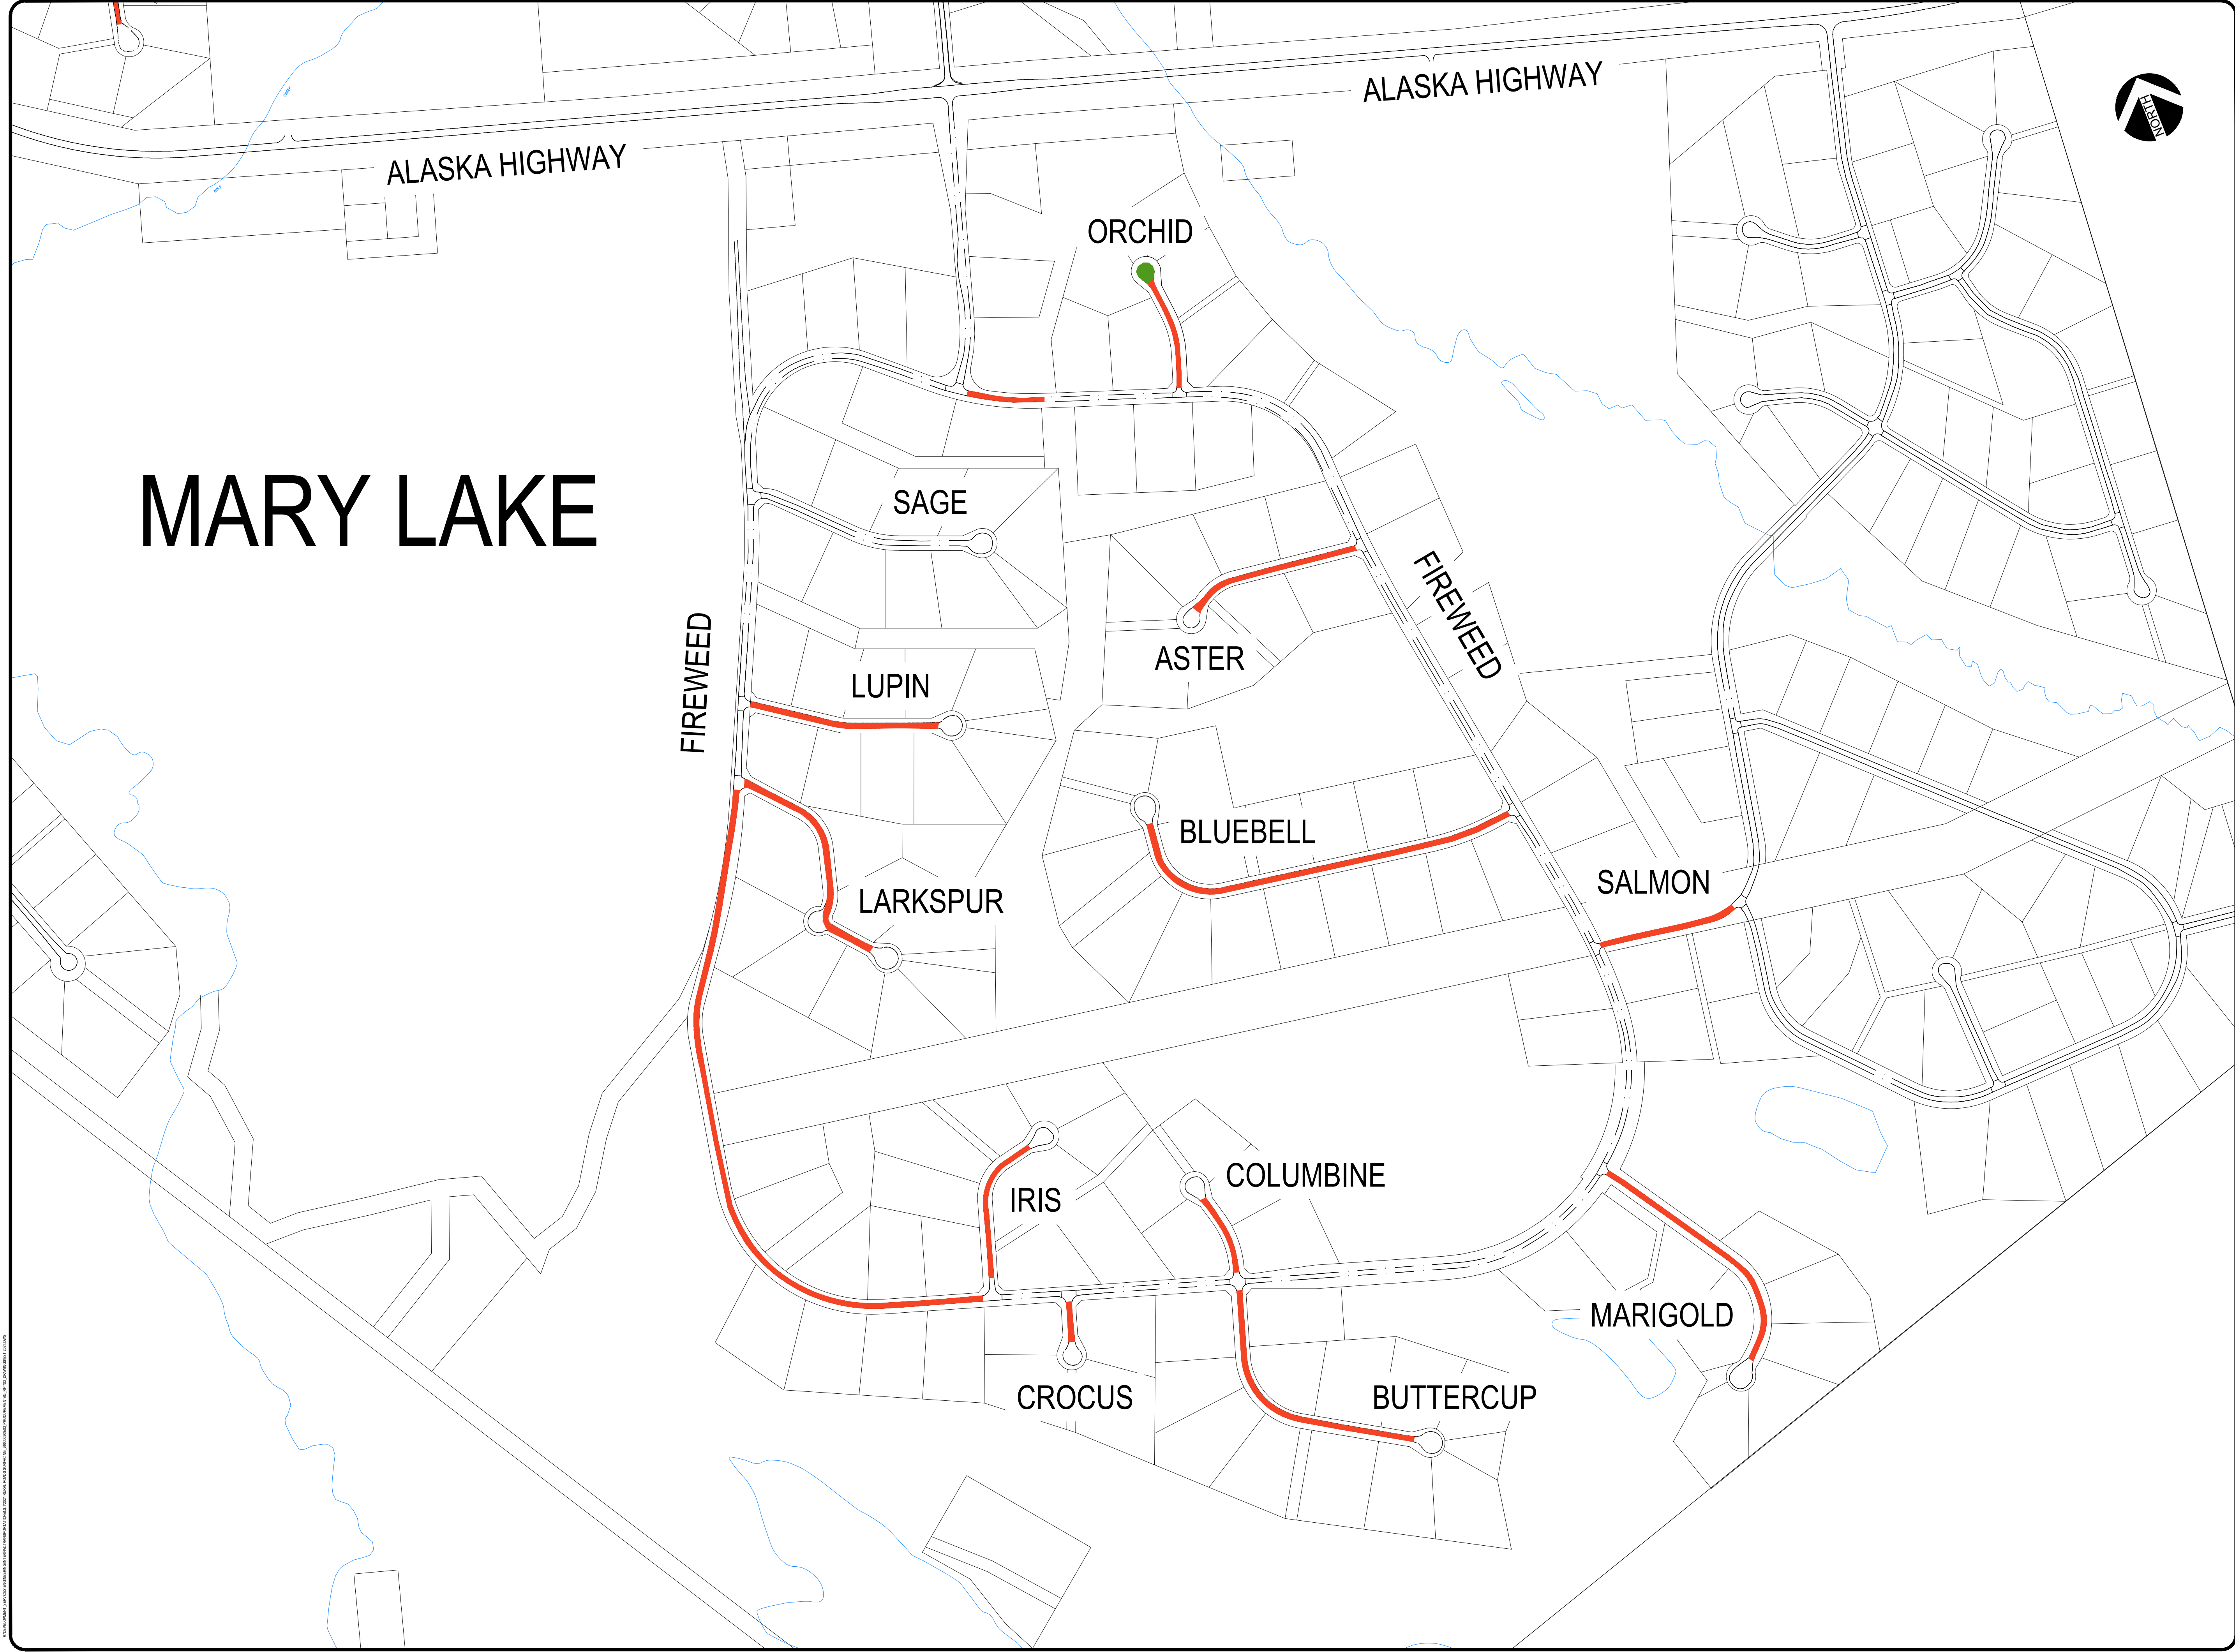 ALASKA HIGHWAY
NORTH
ALASKA HIGHWAY
ORCHID
MARY LAKE
SAGE
FIREWEED
FIREWEED
ASTER
LUPIN
BLUEBELL
SALMON
LARKSPUR
COLUMBINE
IRIS
MARIGOLD
CROCUS
BUTTERCUP